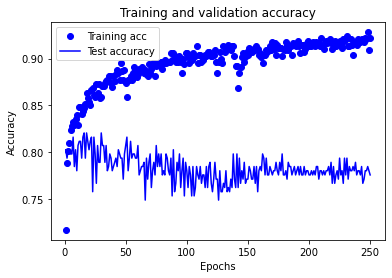 Training and validation accuracy
Training acc
Test accuracy
0.90
0.85
0.80
0.75
Accuracy
0
50
100
150
200
250
Epochs